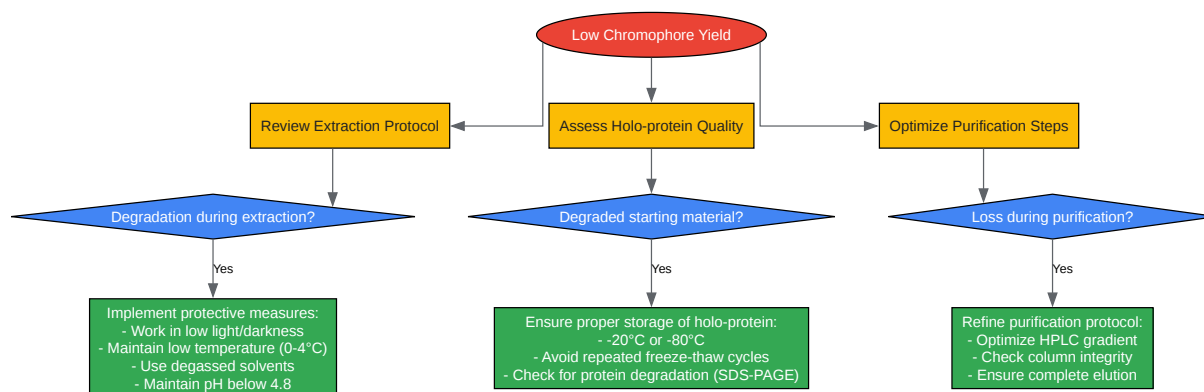 Low Chromophore Yield
Review Extraction Protocol
Assess Holo-protein Quality
Optimize Purification Steps
Degradation during extraction?
Degraded starting material?
Loss during purification?
Yes
Yes
Yes
Implement protective measures:
- Work in low light/darkness
- Maintain low temperature (0-4°C)
- Use degassed solvents
- Maintain pH below 4.8
Ensure proper storage of holo-protein:
- -20°C or -80°C
- Avoid repeated freeze-thaw cycles
- Check for protein degradation (SDS-PAGE)
Refine purification protocol:
- Optimize HPLC gradient
- Check column integrity
- Ensure complete elution